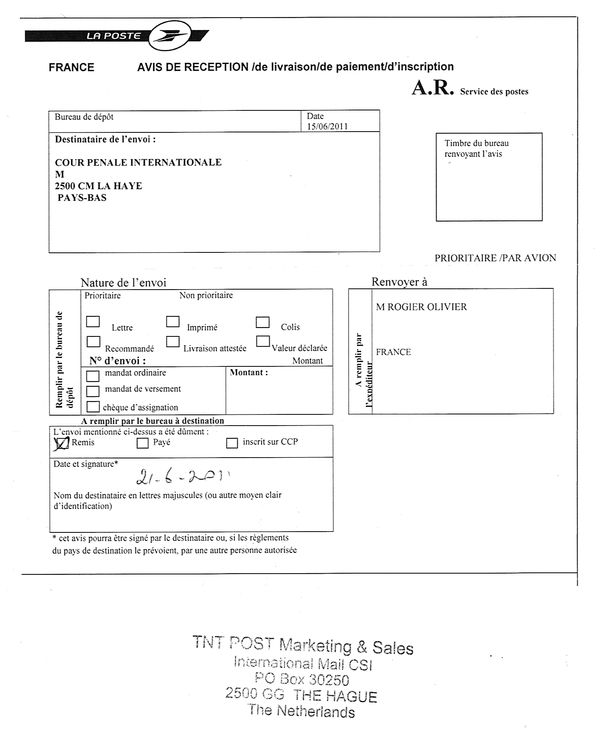 LA POSTE
FRANCE AVIS DE RECEPTION /de livraison/de paiement/d'inscription
A.R. Service des postes
Bureau de dépôt
Date
15/06/2011
Destinataire de l'envoi :
COUR PENALE INTERNATIONALE
M
2500 CM LA HAYE
PAYS-BAS
Timbre du bureau
renvoyant l'avis
PRIORITAIRE /PAR AVION
Nature de l'envoi
Remplir par le bureau de
dépôt
Prioritaire Non prioritaire
Lettre Imprimé Colis
Recommandé Livraison attestée Valeur déclarée
N° d'envoi : Montant
mandat ordinaire Montant :
mandat de versement
chèque d'assignation
Renvoyer à
A remplir par
l'expéditeur
M ROGIER OLIVIER
FRANCE
A remplir par le bureau à destination
L'envoi mentionné ci-dessus a été dûment :
Remis Payé inscrit sur CCP
Date et signature*
21-6-2011
Nom du destinataire en lettres majuscules (ou autre moyen clair
d'identification)
* cet avis pourra être signé par le destinataire ou, si les règlements
du pays de destination le prévoient, par une autre personne autorisée
TNT POST Marketing & Sales
International Mail CSI
PO Box 30250
2500 GG THE HAGUE
The Netherlands